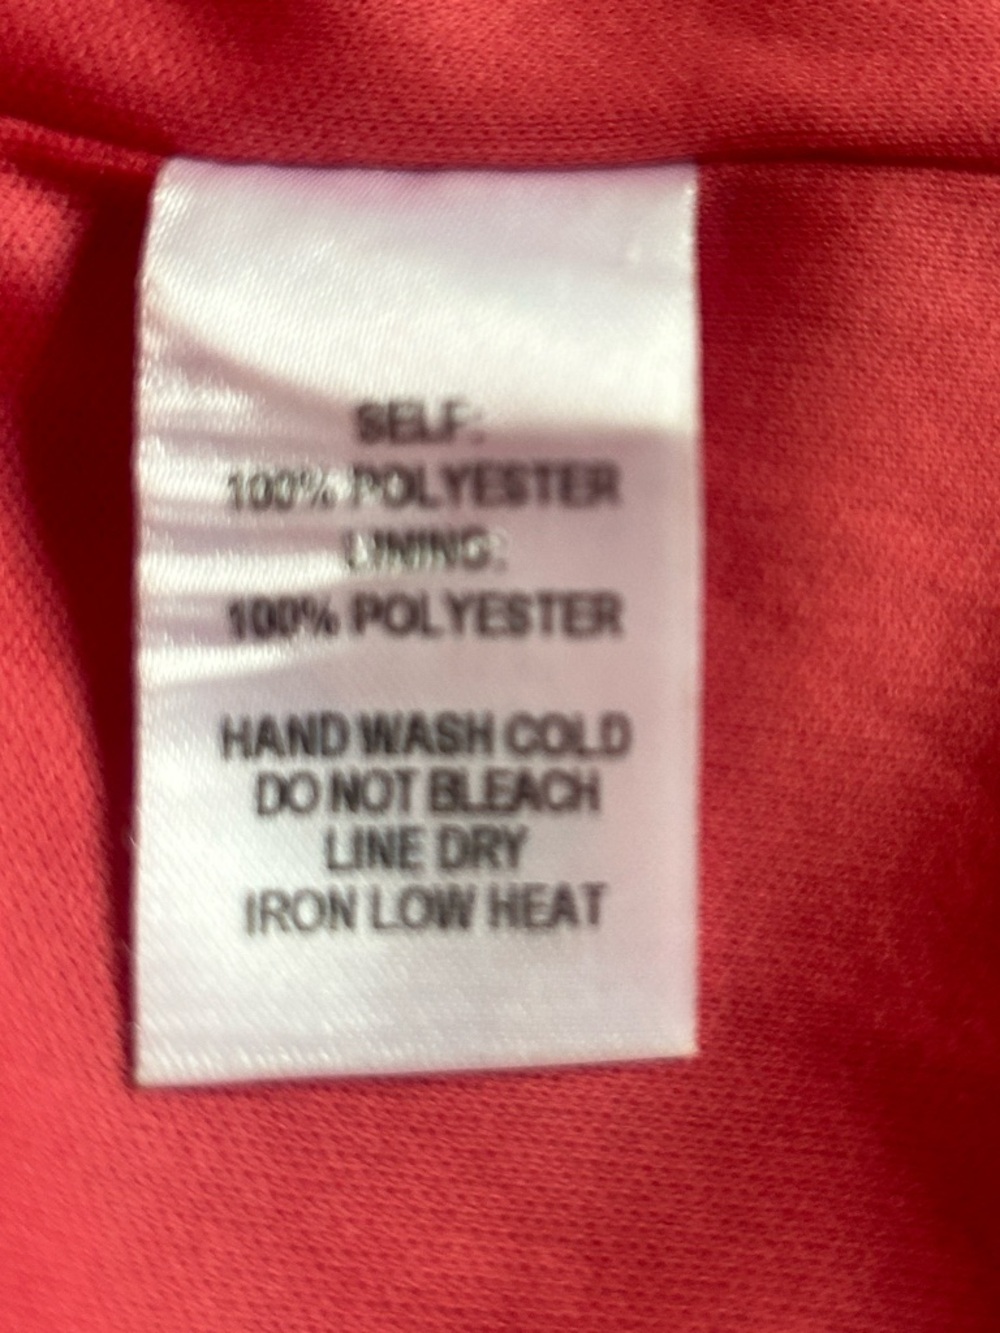 SELF:
100% POLYESTER
LINING:
100% POLYESTER
HAND WASH COLD
DO NOT BLEACH
LINE DRY
IRON LOW HEAT